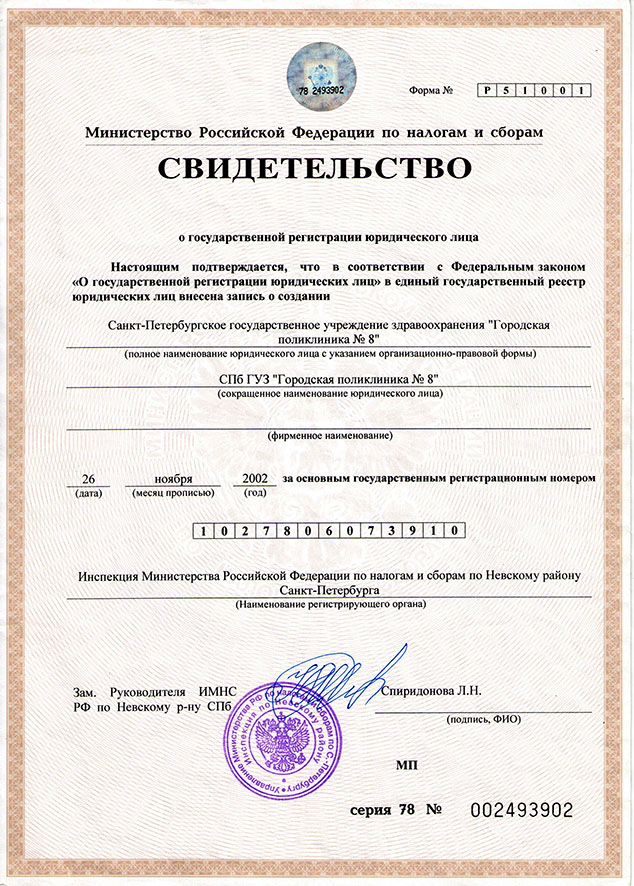 78 2493902
Форма № Р 5 1 0 0 1
Министерство Российской Федерации по налогам и сборам
СВИДЕТЕЛЬСТВО
о государственной регистрации юридического лица
Настоящим подтверждается, что в соответствии с Федеральным законом
«О государственной регистрации юридических лиц» в единый государственный реестр
юридических лиц внесена запись о создании
Санкт-Петербургское государственное учреждение здравоохранения "Городская
поликлиника № 8"
(полное наименование юридического лица с указанием организационно-правовой формы)
СПб ГУЗ "Городская поликлиника № 8"
(сокращенное наименование юридического лица)
(фирменное наименование)
26 ноября 2002 за основным государственным регистрационным номером
(дата) (месяц прописью) (год)
1 0 2 7 8 0 6 0 7 3 9 1 0
Инспекция Министерства Российской Федерации по налогам и сборам по Невскому району
Санкт-Петербурга
(Наименование регистрирующего органа)
Зам. Руководителя ИМНС
РФ по Невскому р-ну СПб
Спиридонова Л.Н.
(подпись, ФИО)
Управление Министерства РФ по налогам и сборам по С.-Петербургу
Инспекция по Невскому району
МП
серия 78 № 002493902